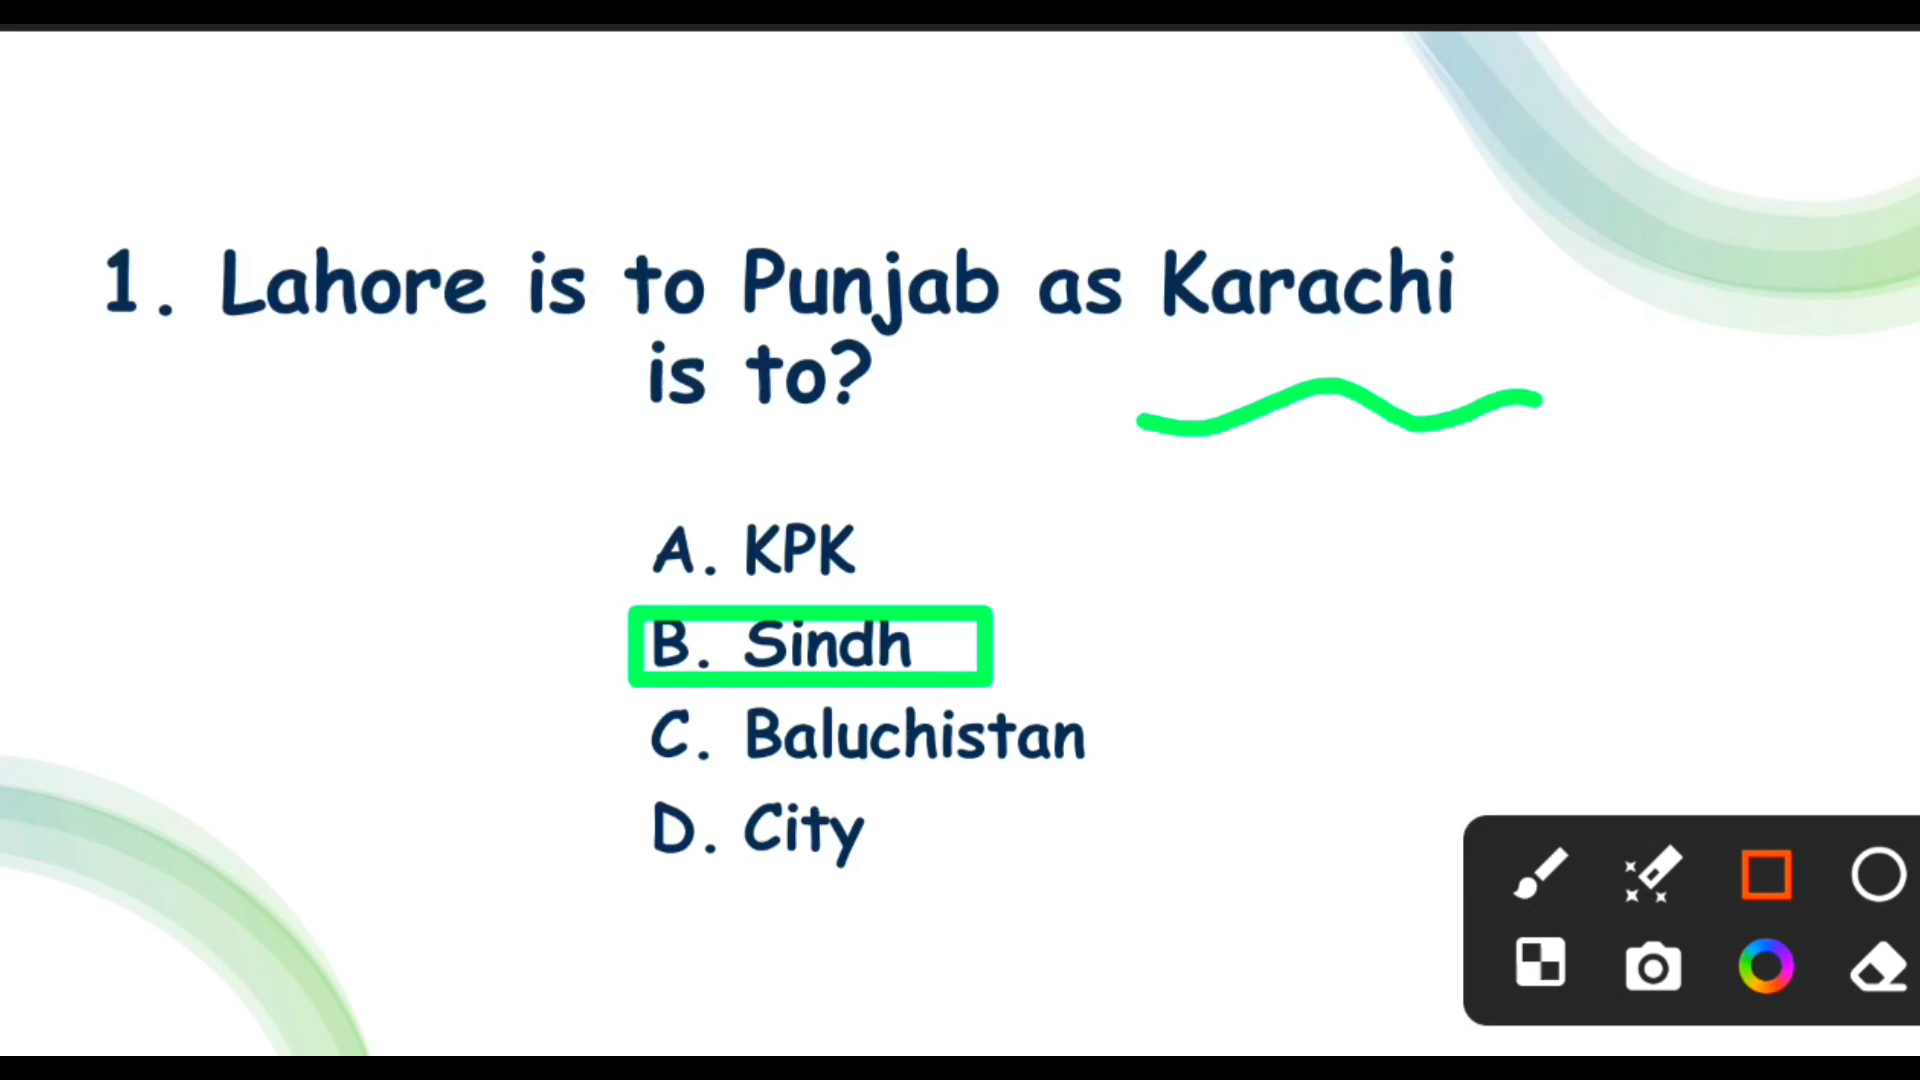 1. Lahore is to Punjab as Karachi
is to?
A. KPK
B. Sindh
C. Baluchistan
D. City